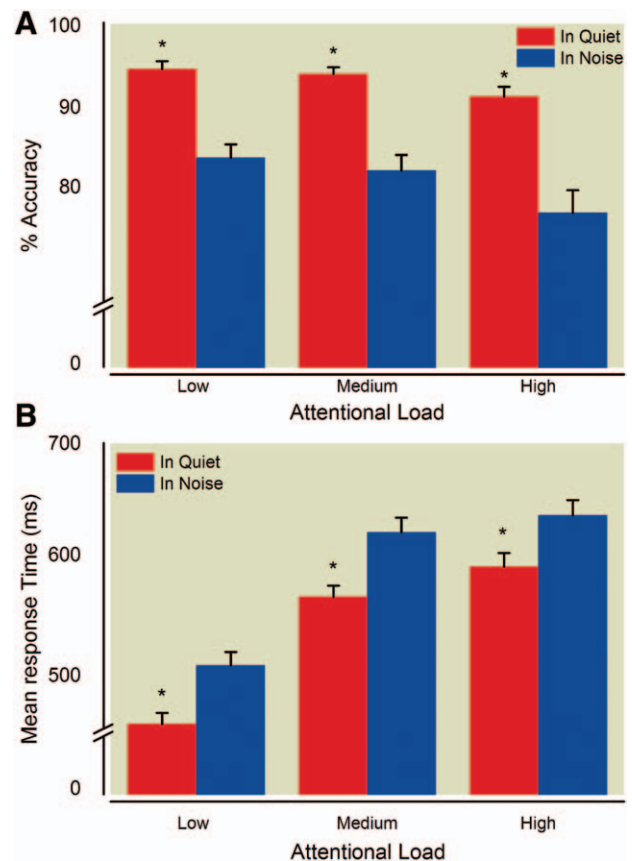 A
100
90
80
0
% Accuracy
In Quiet
In Noise
*
*
*
Low
Medium
High
Attentional Load
B
700
600
500
0
Mean response Time (ms)
In Quiet
In Noise
*
*
*
Low
Medium
High
Attentional Load